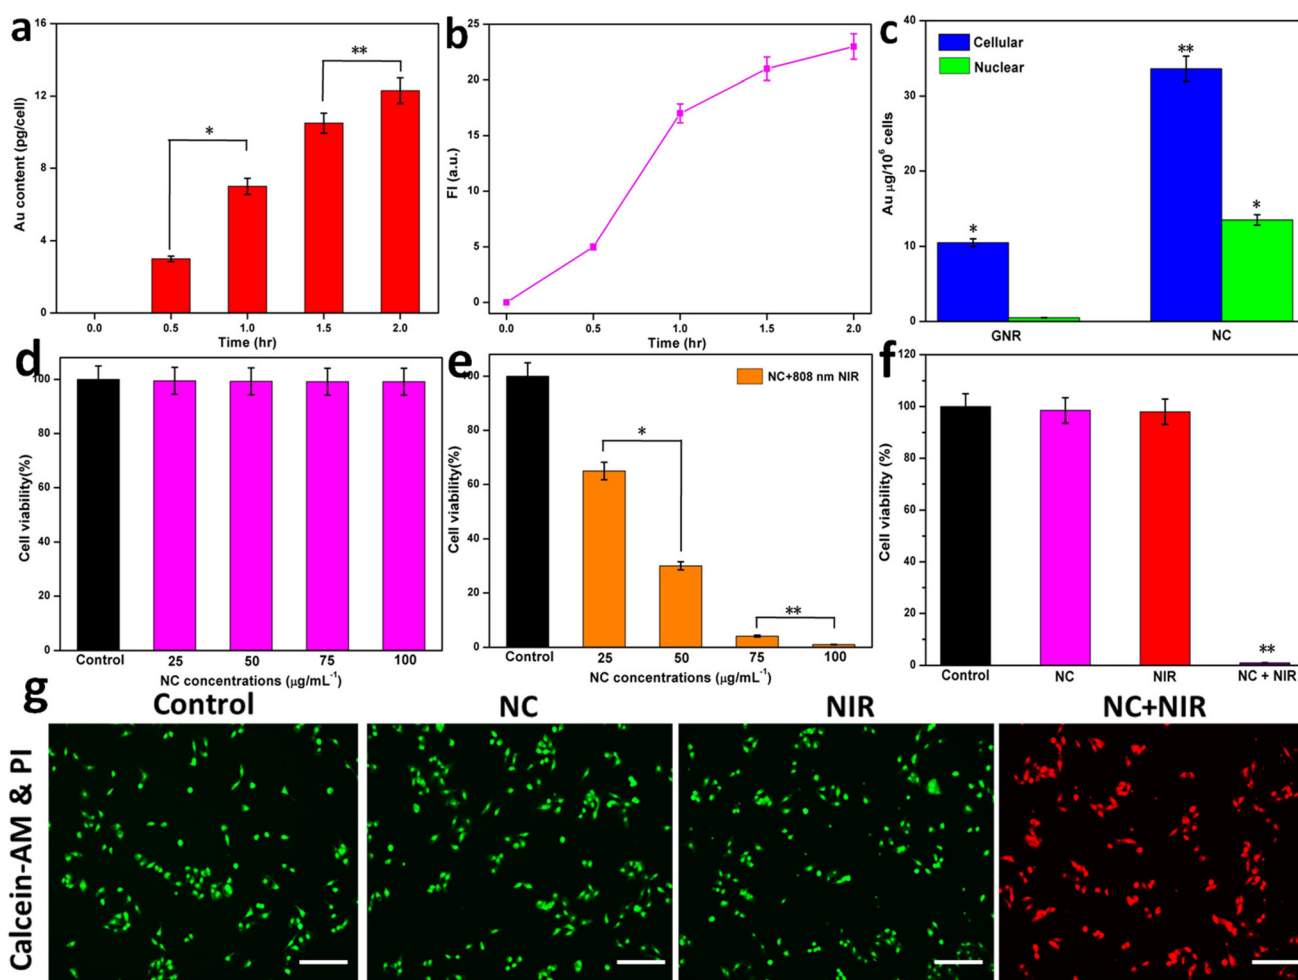 a
16
12
8
4
0
Au content (pg/cell)
*
**
0.0 0.5 1.0 1.5 2.0
Time (hr)
b
25
20
15
10
5
0
FI (a.u.)
0.0 0.5 1.0 1.5 2.0
Time (hr)
c
40
30
20
10
0
Au μg/10⁶ cells
Cellular
Nuclear
*
**
*
GNR NC
d
100
80
60
40
20
0
Cell viability(%)
Control 25 50 75 100
NC concentrations (μg/mL⁻¹)
e
100
80
60
40
20
0
Cell viability(%)
NC+808 nm NIR
*
**
Control 25 50 75 100
NC concentrations (μg/mL⁻¹)
f
120
100
80
60
40
20
0
Cell viability (%)
**
Control NC NIR NC + NIR
g
Control NC NIR NC+NIR
Calcein-AM & PI